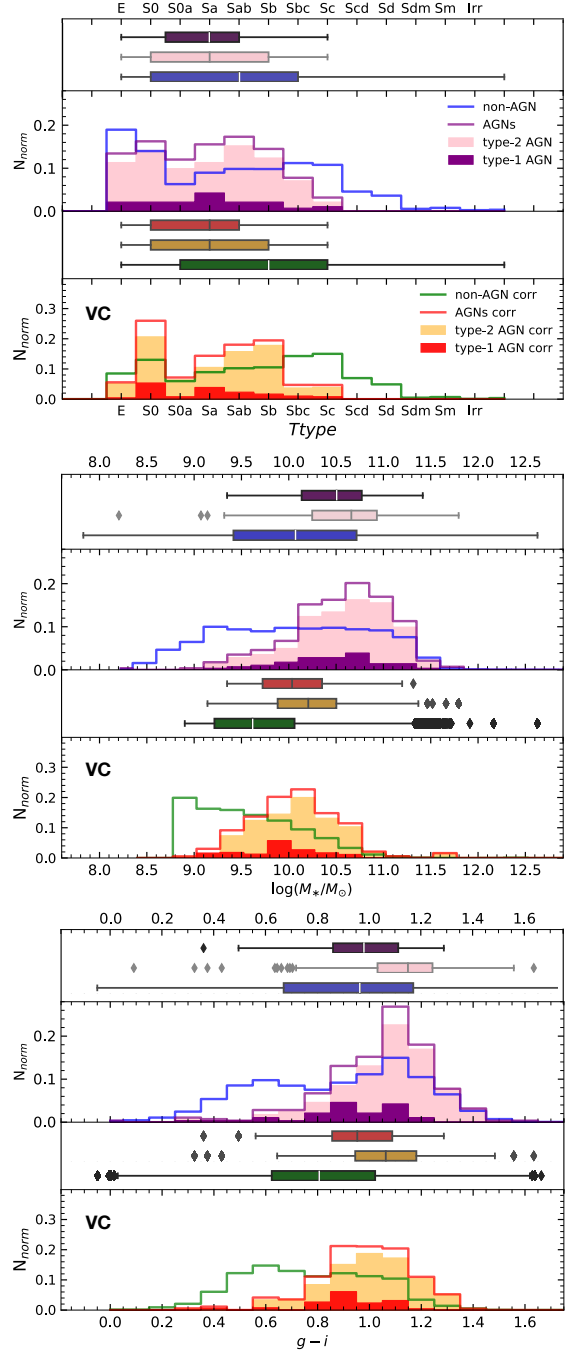 E S0 S0a Sa Sab Sb Sbc Sc Scd Sd Sdm Sm Irr
non-AGN
AGNs
type-2 AGN
type-1 AGN
0.2
0.1
0.0
N_norm
VC
non-AGN corr
AGNs corr
type-2 AGN corr
type-1 AGN corr
0.3
0.2
0.1
0.0
N_norm
E S0 S0a Sa Sab Sb Sbc Sc Scd Sd Sdm Sm Irr
Ttype
8.0 8.5 9.0 9.5 10.0 10.5 11.0 11.5 12.0 12.5
0.2
0.1
0.0
N_norm
VC
0.3
0.2
0.1
0.0
N_norm
8.0 8.5 9.0 9.5 10.0 10.5 11.0 11.5 12.0 12.5
log(M_*/M_⊙)
0.0 0.2 0.4 0.6 0.8 1.0 1.2 1.4 1.6
0.2
0.1
0.0
N_norm
VC
0.3
0.2
0.1
0.0
N_norm
0.0 0.2 0.4 0.6 0.8 1.0 1.2 1.4 1.6
g − i